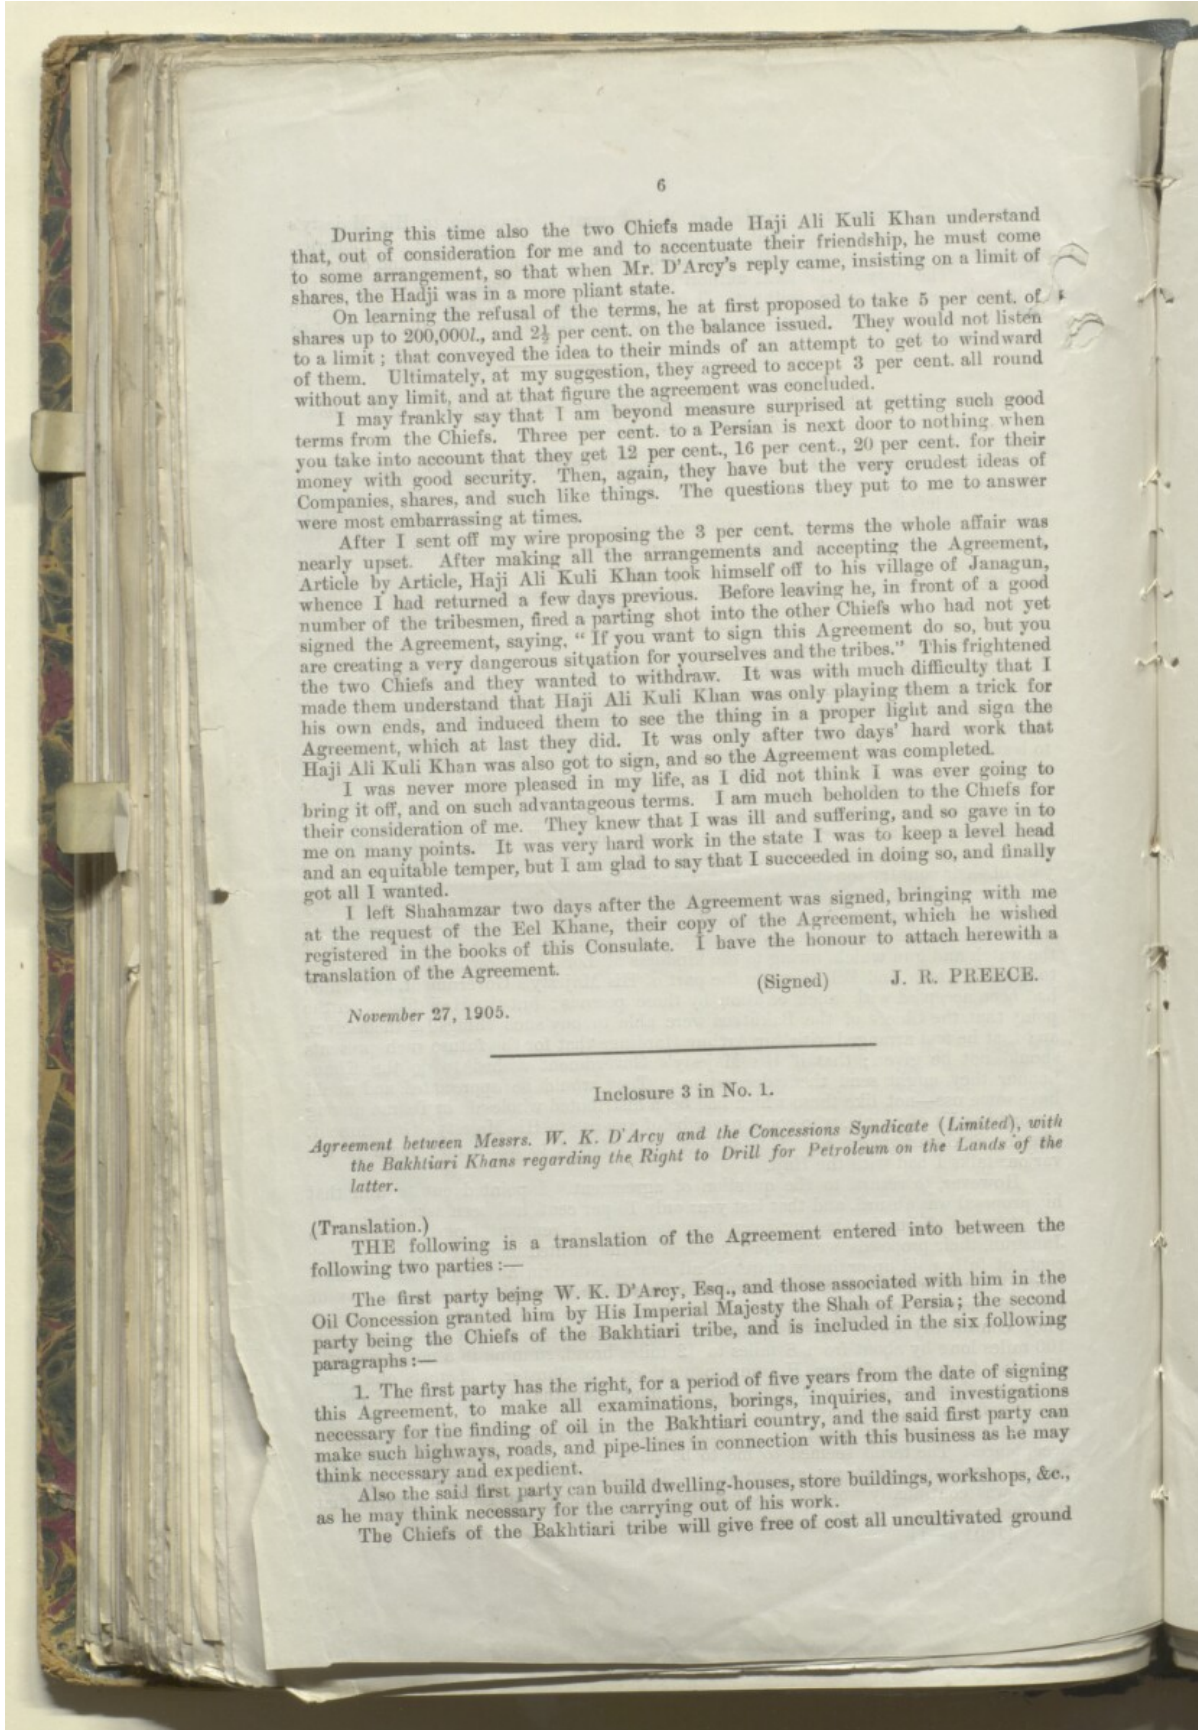 6
During this time also the two Chiefs made Haji Ali Kuli Khan understand
that, out of consideration for me and to accentuate their friendship, he must come
to some arrangement, so that when Mr. D'Arcy's reply came, insisting on a limit of
shares, the Hadji was in a more pliant state.
On learning the refusal of the terms, he at first proposed to take 5 per cent. of
shares up to 200,000l., and 2½ per cent. on the balance issued. They would not listen
to a limit; that conveyed the idea to their minds of an attempt to get to windward
of them. Ultimately, at my suggestion, they agreed to accept 3 per cent. all round
without any limit, and at that figure the agreement was concluded.
I may frankly say that I am beyond measure surprised at getting such good
terms from the Chiefs. Three per cent. to a Persian is next door to nothing when
you take into account that they get 12 per cent., 16 per cent., 20 per cent. for their
money with good security. Then, again, they have but the very crudest ideas of
Companies, shares, and such like things. The questions they put to me to answer
were most embarrassing at times.
After I sent off my wire proposing the 3 per cent. terms the whole affair was
nearly upset. After making all the arrangements and accepting the Agreement,
Article by Article, Haji Ali Kuli Khan took himself off to his village of Janagun,
whence I had returned a few days previous. Before leaving he, in front of a good
number of the tribesmen, fired a parting shot into the other Chiefs who had not yet
signed the Agreement, saying, "If you want to sign this Agreement do so, but you
are creating a very dangerous situation for yourselves and the tribes." This frightened
the two Chiefs and they wanted to withdraw. It was with much difficulty that I
made them understand that Haji Ali Kuli Khan was only playing them a trick for
his own ends, and induced them to see the thing in a proper light and sign the
Agreement, which at last they did. It was only after two days' hard work that
Haji Ali Kuli Khan was also got to sign, and so the Agreement was completed.
I was never more pleased in my life, as I did not think I was ever going to
bring it off, and on such advantageous terms. I am much beholden to the Chiefs for
their consideration of me. They knew that I was ill and suffering, and so gave in to
me on many points. It was very hard work in the state I was to keep a level head
and an equitable temper, but I am glad to say that I succeeded in doing so, and finally
got all I wanted.
I left Shahamzar two days after the Agreement was signed, bringing with me
at the request of the Eel Khane, their copy of the Agreement, which he wished
registered in the books of this Consulate. I have the honour to attach herewith a
translation of the Agreement.
(Signed) J. R. PREECE.
November 27, 1905.
Inclosure 3 in No. 1.
Agreement between Messrs. W. K. D'Arcy and the Concessions Syndicate (Limited), with
the Bakhtiari Khans regarding the Right to Drill for Petroleum on the Lands of the
latter.
(Translation.)
THE following is a translation of the Agreement entered into between the
following two parties:—
The first party being W. K. D'Arcy, Esq., and those associated with him in the
Oil Concession granted him by His Imperial Majesty the Shah of Persia; the second
party being the Chiefs of the Bakhtiari tribe, and is included in the six following
paragraphs:—
1. The first party has the right, for a period of five years from the date of signing
this Agreement, to make all examinations, borings, inquiries, and investigations
necessary for the finding of oil in the Bakhtiari country, and the said first party can
make such highways, roads, and pipe-lines in connection with this business as he may
think necessary and expedient.
Also the said first party can build dwelling-houses, store buildings, workshops, &c.,
as he may think necessary for the carrying out of his work.
The Chiefs of the Bakhtiari tribe will give free of cost all uncultivated ground